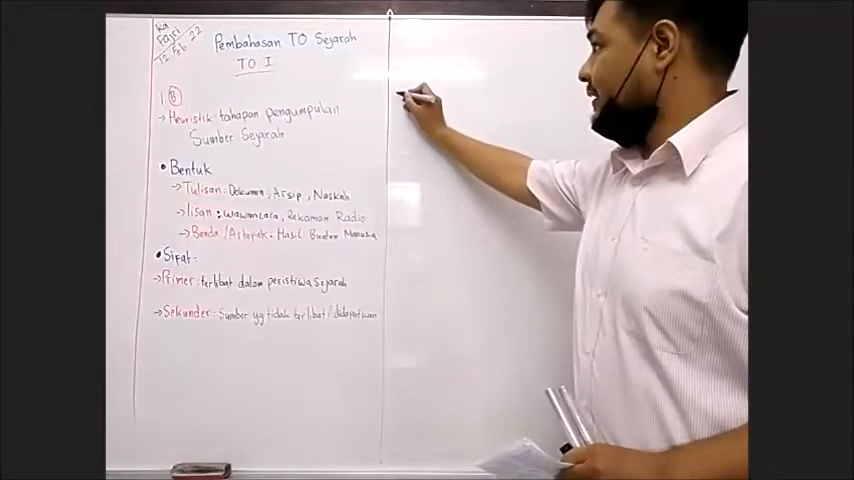 Ka
Fajri
12 Feb 22
Pembahasan TO Sejarah
TO I
1. B
→ Heuristik: tahapan pengumpulan
Sumber Sejarah
• Bentuk
→ Tulisan: Dokumen, Arsip, Naskah
→ lisan: wawancara, Rekaman Radio
→ Benda/Artepak. Hasil Buatan Manusia
• Sifat:
→ Primer: terlibat dalam peristiwa Sejarah
→ Sekunder: Sumber yg tidak terlibat/didapatkan